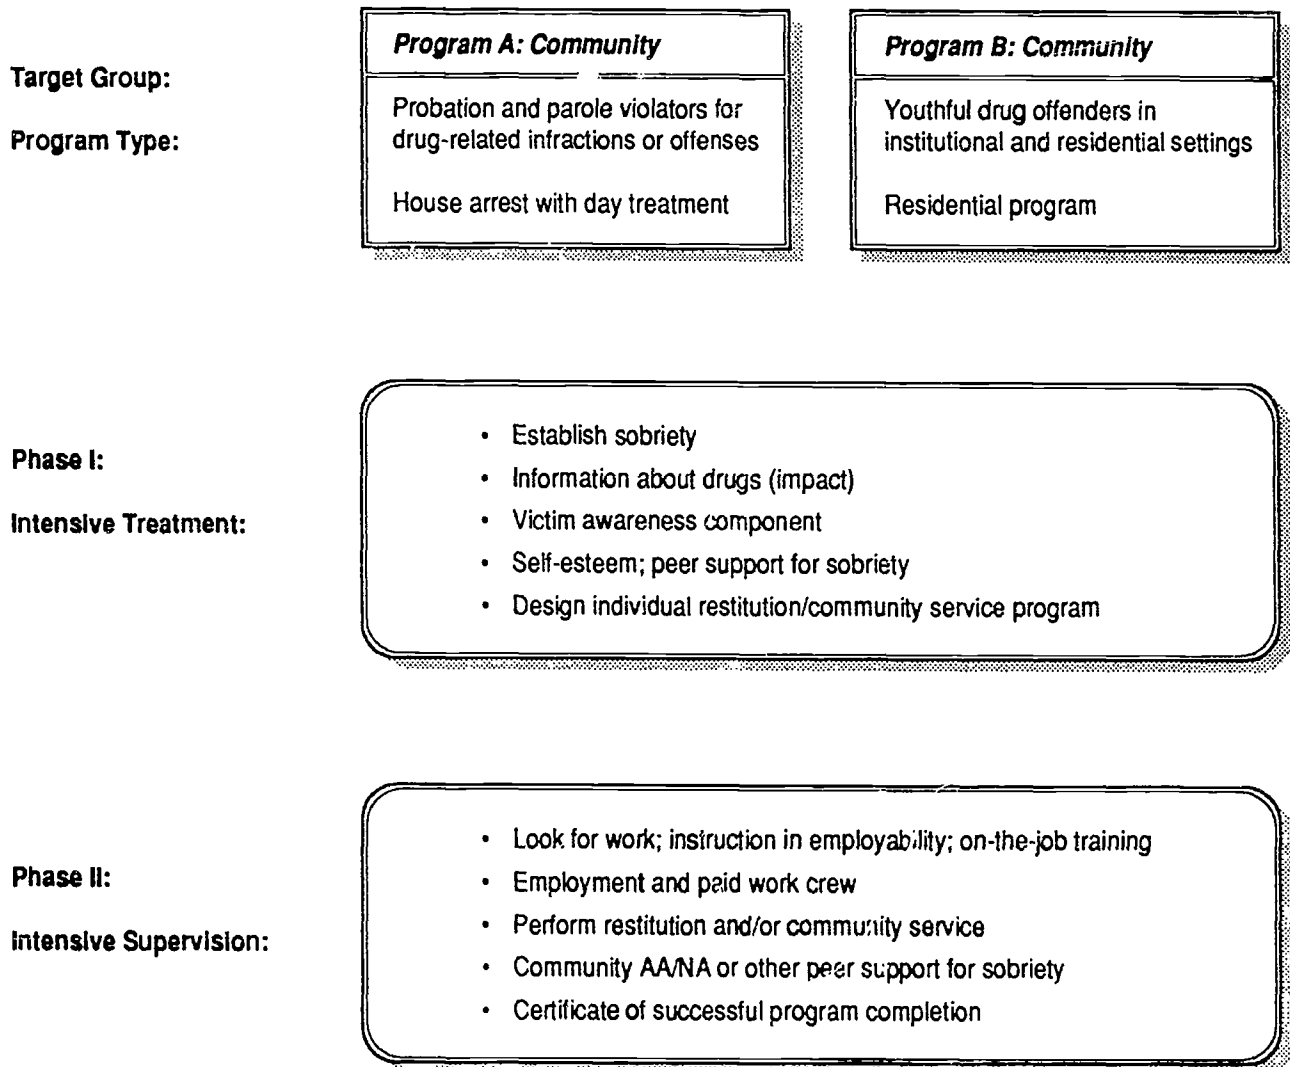 Program A: Community
Program B: Community
Target Group:
Program Type:
Probation and parole violators for
drug-related infractions or offenses
House arrest with day treatment
Youthful drug offenders in
institutional and residential settings
Residential program
Phase I:
Intensive Treatment:
• Establish sobriety
• Information about drugs (impact)
• Victim awareness component
• Self-esteem; peer support for sobriety
• Design individual restitution/community service program
Phase II:
Intensive Supervision:
• Look for work; instruction in employability; on-the-job training
• Employment and paid work crew
• Perform restitution and/or community service
• Community AA/NA or other peer support for sobriety
• Certificate of successful program completion